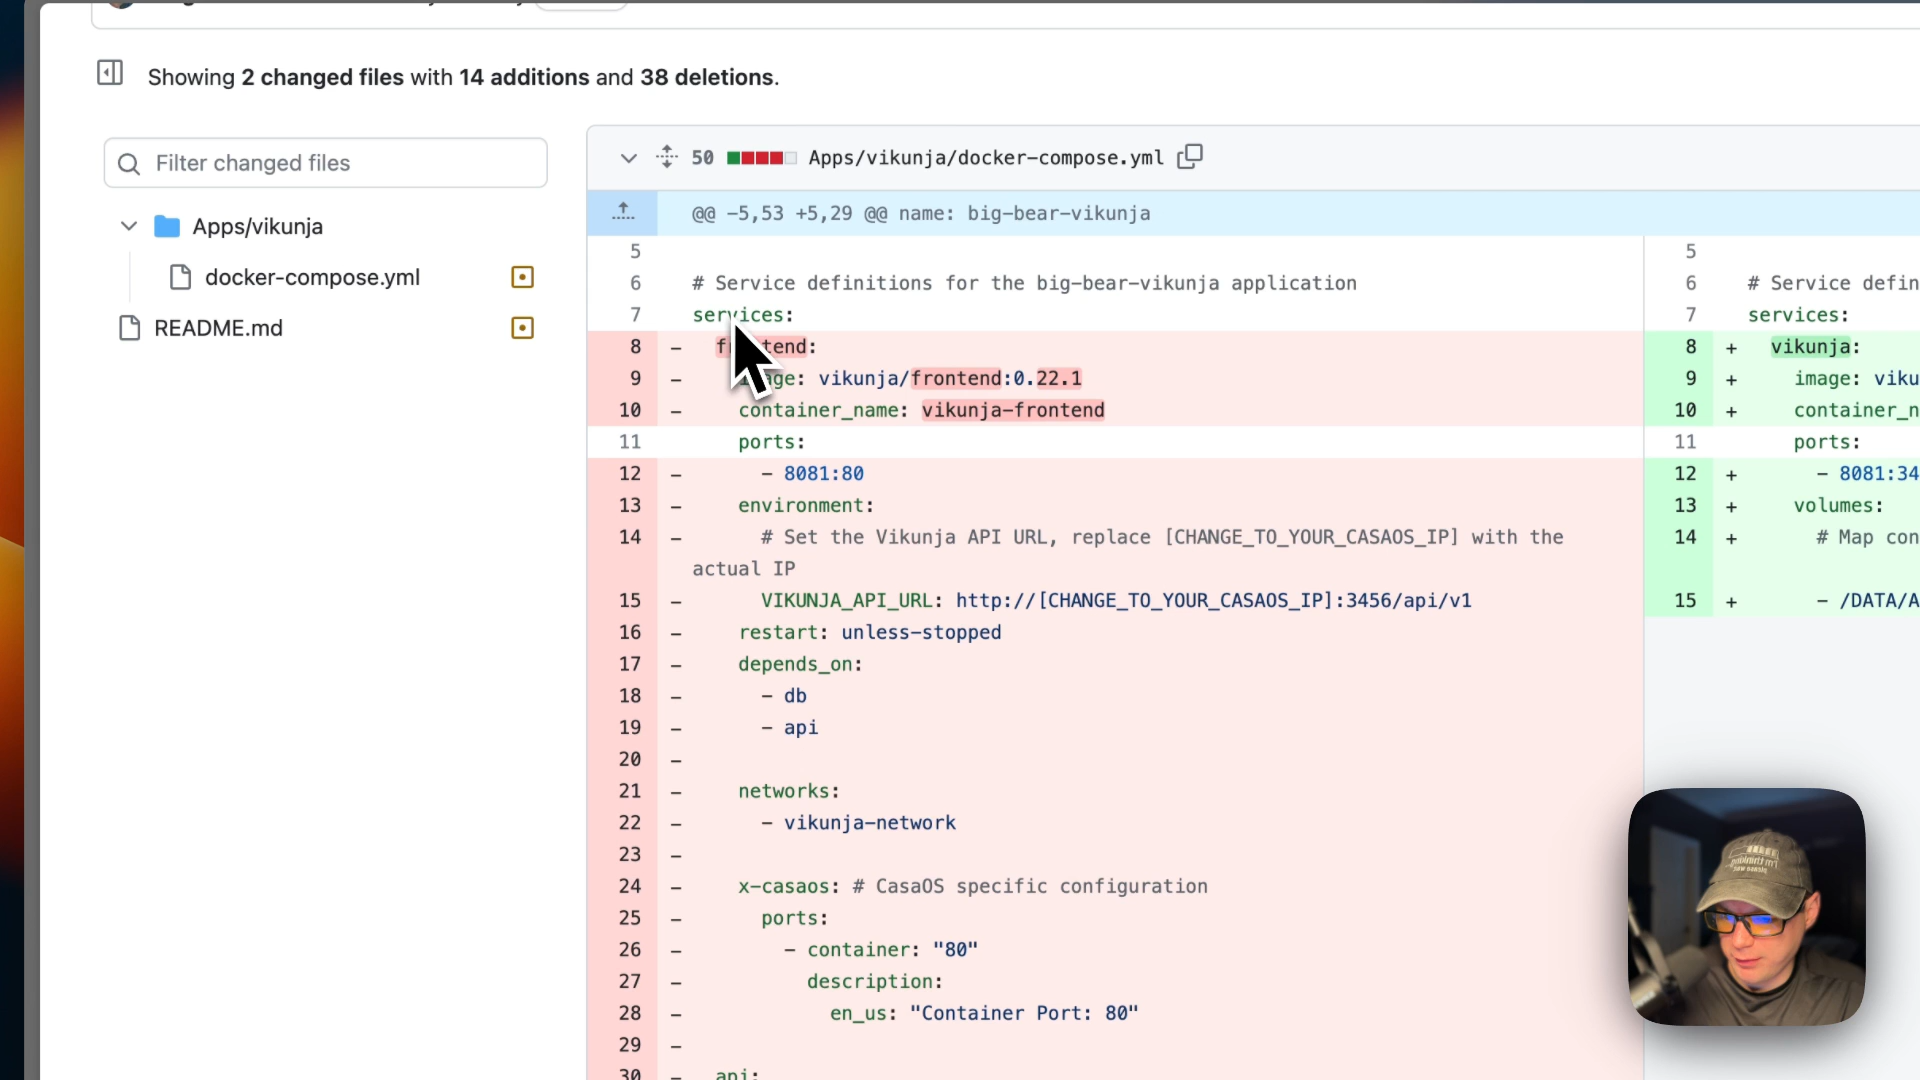 Showing 2 changed files with 14 additions and 38 deletions.
Filter changed files
Apps/vikunja
docker-compose.yml
README.md
50 Apps/vikunja/docker-compose.yml
@@ -5,53 +5,29 @@ name: big-bear-vikunja
5
6 # Service definitions for the big-bear-vikunja application
7 services:
8 - frontend:
9 - image: vikunja/frontend:0.22.1
10 - container_name: vikunja-frontend
11 ports:
12 - - 8081:80
13 - environment:
14 - # Set the Vikunja API URL, replace [CHANGE_TO_YOUR_CASAOS_IP] with the
actual IP
15 - VIKUNJA_API_URL: http://[CHANGE_TO_YOUR_CASAOS_IP]:3456/api/v1
16 - restart: unless-stopped
17 - depends_on:
18 - - db
19 - - api
20 -
21 - networks:
22 - - vikunja-network
23 -
24 - x-casaos: # CasaOS specific configuration
25 - ports:
26 - - container: "80"
27 - description:
28 - en_us: "Container Port: 80"
29 -
30 - api:
5
6 # Service defin
7 services:
8 + vikunja:
9 + image: viku
10 + container_n
11 ports:
12 + - 8081:34
13 + volumes:
14 + # Map con
15 + - /DATA/A